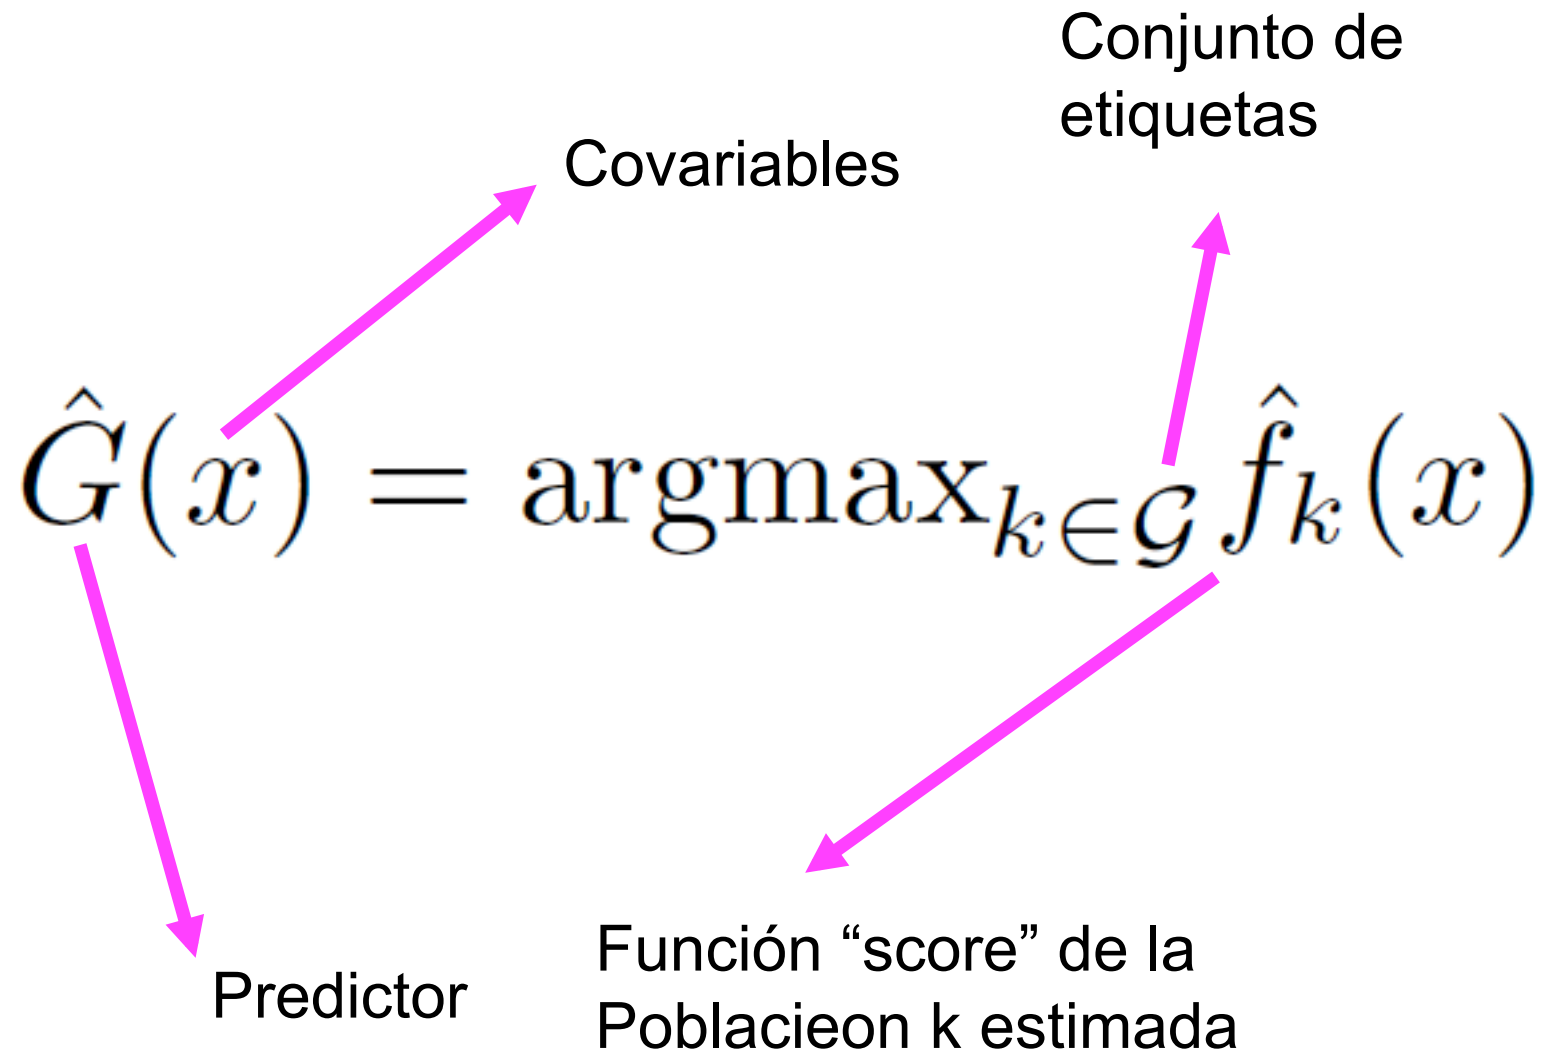 Conjunto de
etiquetas
Covariables
Ĝ(x) = argmax_{k∈𝒢} f̂_k(x)
Predictor
Función “score” de la
Poblacieon k estimada